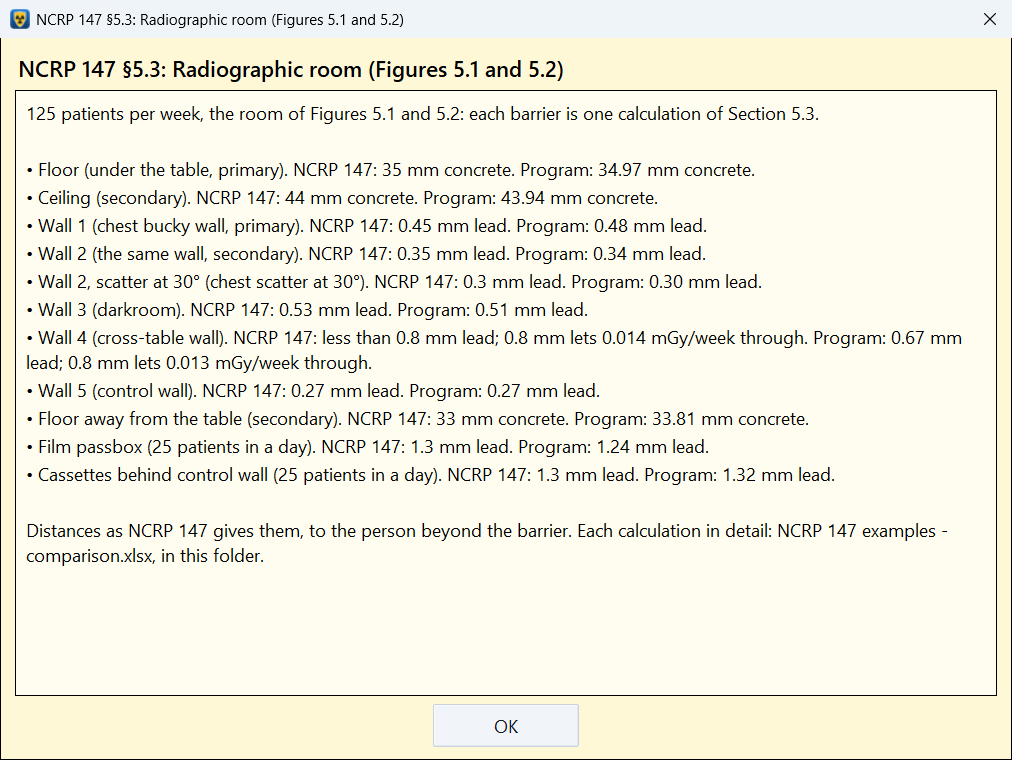 NCRP 147 §5.3: Radiographic room (Figures 5.1 and 5.2)
NCRP 147 §5.3: Radiographic room (Figures 5.1 and 5.2)
125 patients per week, the room of Figures 5.1 and 5.2: each barrier is one calculation of Section 5.3.
• Floor (under the table, primary). NCRP 147: 35 mm concrete. Program: 34.97 mm concrete.
• Ceiling (secondary). NCRP 147: 44 mm concrete. Program: 43.94 mm concrete.
• Wall 1 (chest bucky wall, primary). NCRP 147: 0.45 mm lead. Program: 0.48 mm lead.
• Wall 2 (the same wall, secondary). NCRP 147: 0.35 mm lead. Program: 0.34 mm lead.
• Wall 2, scatter at 30° (chest scatter at 30°). NCRP 147: 0.3 mm lead. Program: 0.30 mm lead.
• Wall 3 (darkroom). NCRP 147: 0.53 mm lead. Program: 0.51 mm lead.
• Wall 4 (cross-table wall). NCRP 147: less than 0.8 mm lead; 0.8 mm lets 0.014 mGy/week through. Program: 0.67 mm
lead; 0.8 mm lets 0.013 mGy/week through.
• Wall 5 (control wall). NCRP 147: 0.27 mm lead. Program: 0.27 mm lead.
• Floor away from the table (secondary). NCRP 147: 33 mm concrete. Program: 33.81 mm concrete.
• Film passbox (25 patients in a day). NCRP 147: 1.3 mm lead. Program: 1.24 mm lead.
• Cassettes behind control wall (25 patients in a day). NCRP 147: 1.3 mm lead. Program: 1.32 mm lead.
Distances as NCRP 147 gives them, to the person beyond the barrier. Each calculation in detail: NCRP 147 examples -
comparison.xlsx, in this folder.
OK